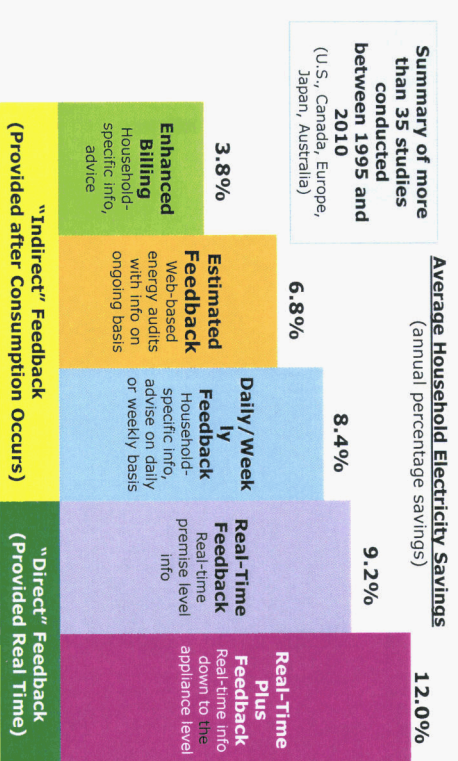 Average Household Electricity Savings
(annual percentage savings)
Summary of more
than 35 studies
conducted
between 1995 and
2010
(U.S., Canada, Europe,
Japan, Australia)
3.8%
Enhanced
Billing
Household-
specific info,
advice
6.8%
Estimated
Feedback
Web-based
energy audits
with info on
ongoing basis
8.4%
Daily/Week
ly
Feedback
Household-
specific info,
advise on daily
or weekly basis
9.2%
Real-Time
Feedback
Real-time
premise level
info
12.0%
Real-Time
Plus
Feedback
Real-time info
down to the
appliance level
"Indirect" Feedback
(Provided after Consumption Occurs)
"Direct" Feedback
(Provided Real Time)